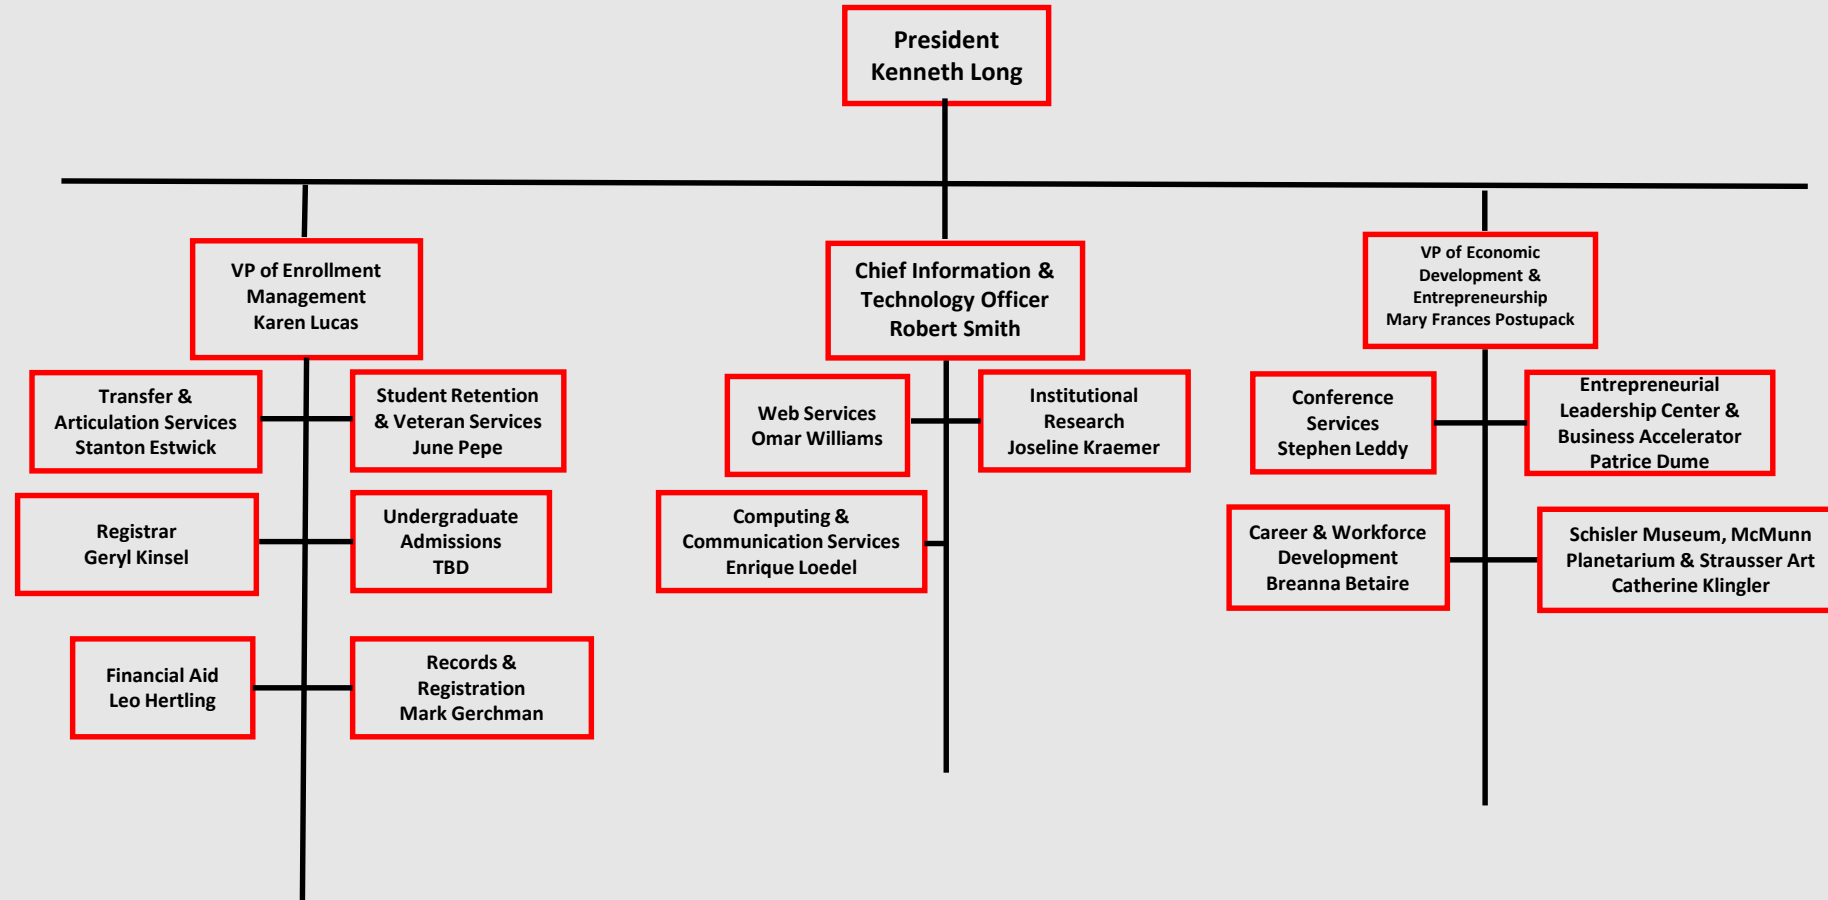 President
Kenneth Long
VP of Enrollment
Management
Karen Lucas
Chief Information &
Technology Officer
Robert Smith
VP of Economic
Development &
Entrepreneurship
Mary Frances Postupack
Transfer &
Articulation Services
Stanton Estwick
Student Retention
& Veteran Services
June Pepe
Web Services
Omar Williams
Institutional
Research
Joseline Kraemer
Conference
Services
Stephen Leddy
Entrepreneurial
Leadership Center &
Business Accelerator
Patrice Dume
Registrar
Geryl Kinsel
Undergraduate
Admissions
TBD
Computing &
Communication Services
Enrique Loedel
Career & Workforce
Development
Breanna Betaire
Schisler Museum, McMunn
Planetarium & Strausser Art
Catherine Klingler
Financial Aid
Leo Hertling
Records &
Registration
Mark Gerchman